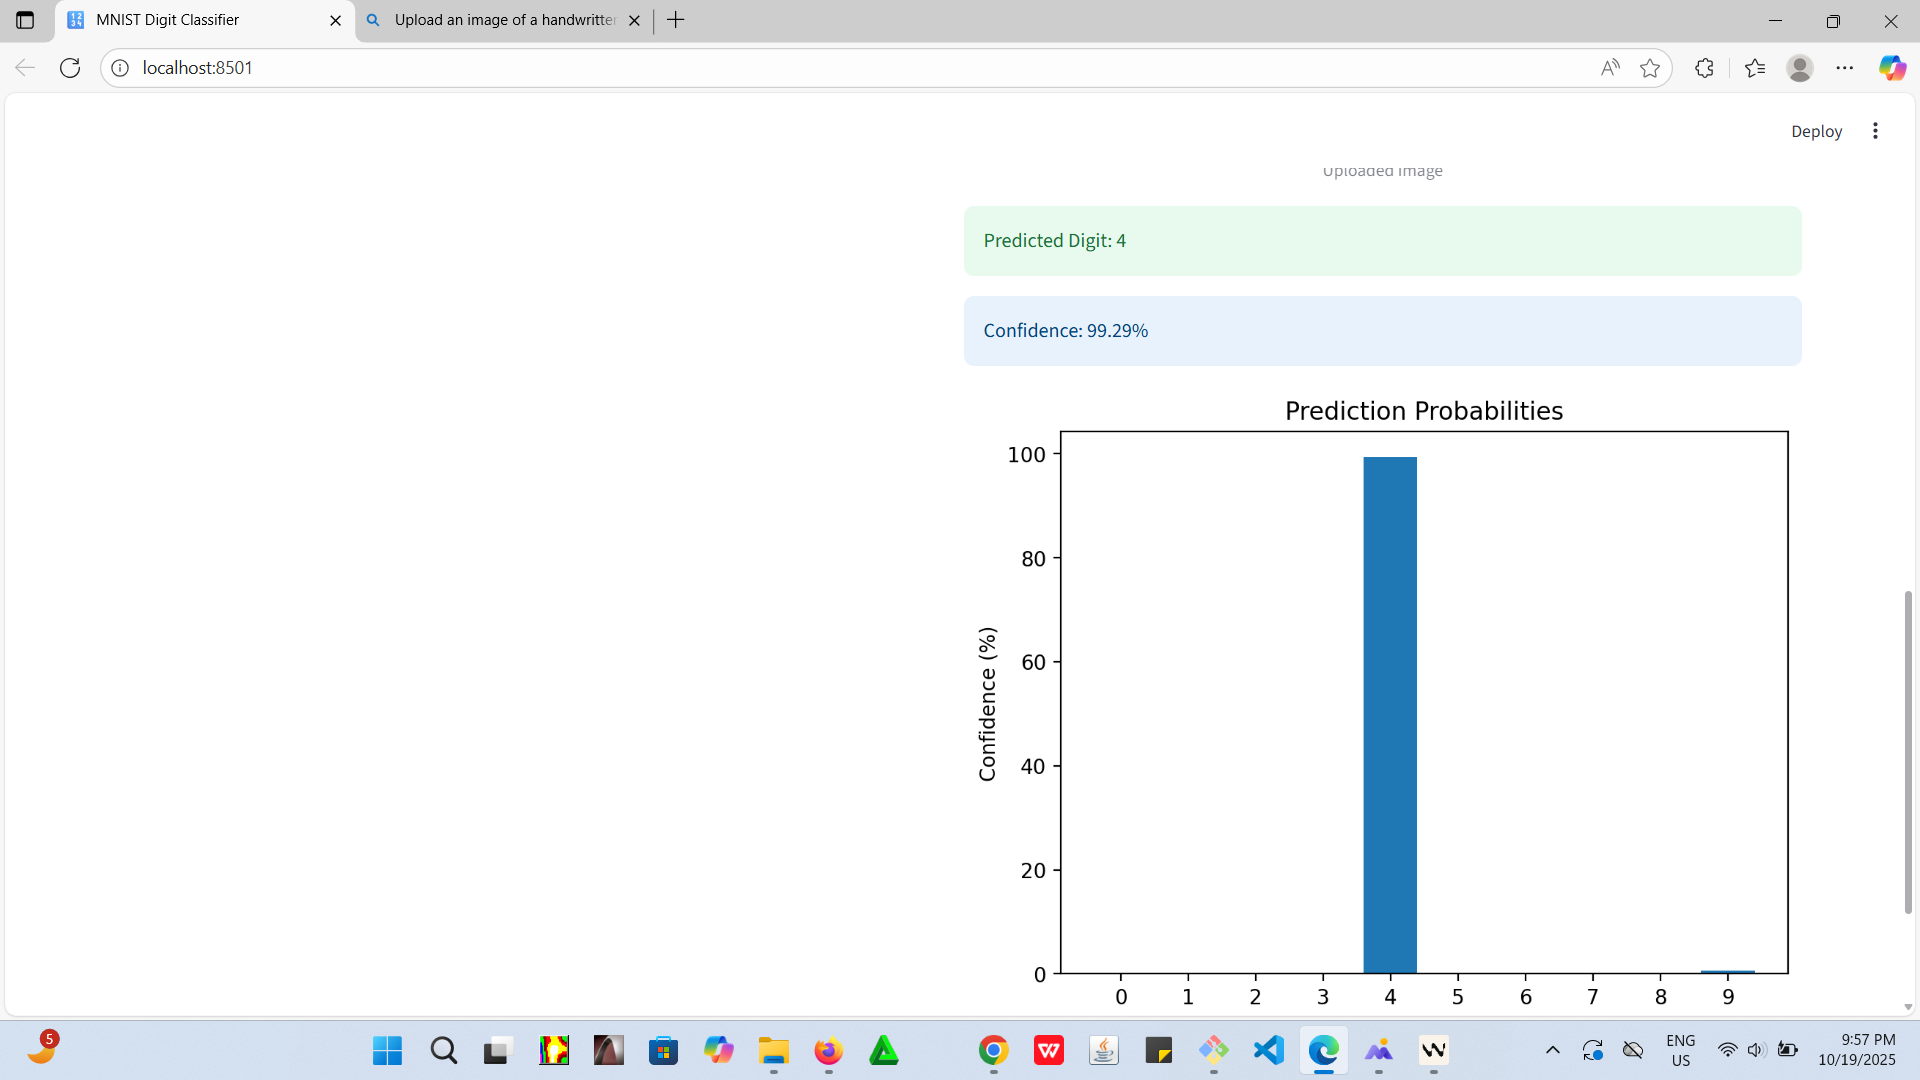 MNIST Digit Classifier
Upload an image of a handwritten
localhost:8501
Deploy
Uploaded Image
Predicted Digit: 4
Confidence: 99.29%
Prediction Probabilities
Confidence (%)
100
80
60
40
20
0
0 1 2 3 4 5 6 7 8 9
5
ENG
US
9:57 PM
10/19/2025